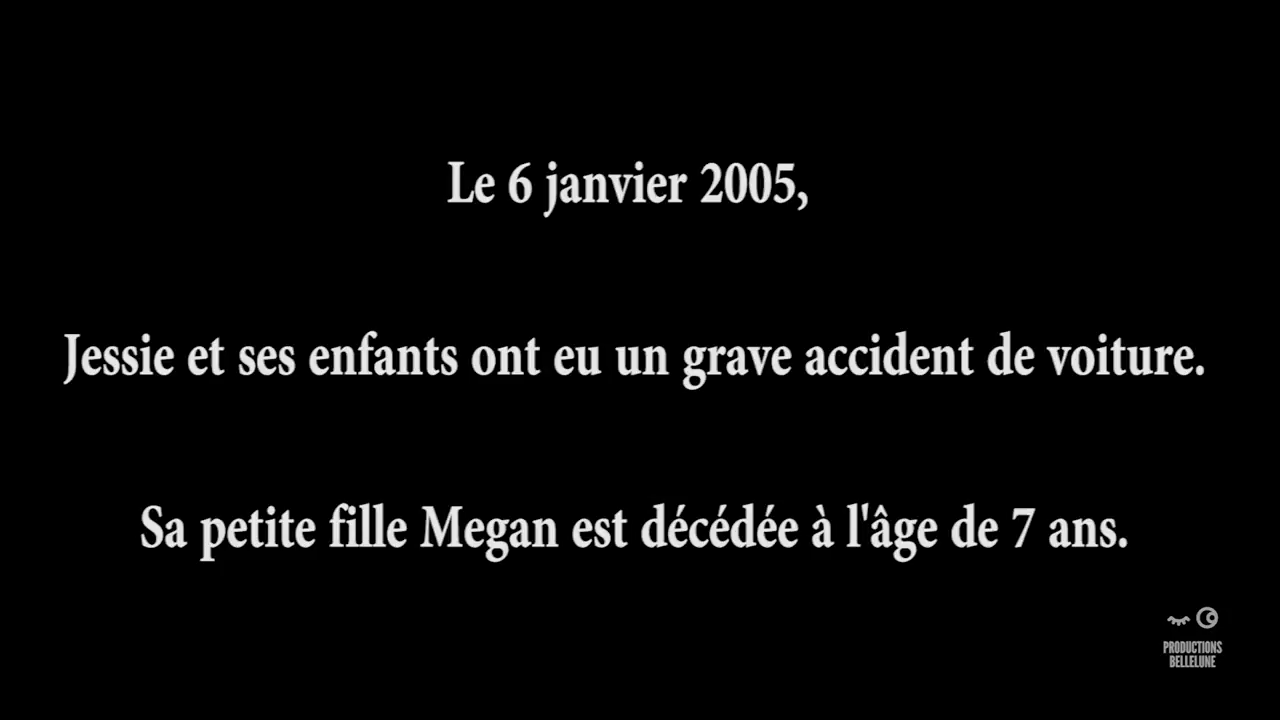 Le 6 janvier 2005,
Jessie et ses enfants ont eu un grave accident de voiture.
Sa petite fille Megan est décédée à l'âge de 7 ans.
PRODUCTIONS
BELLELUNE